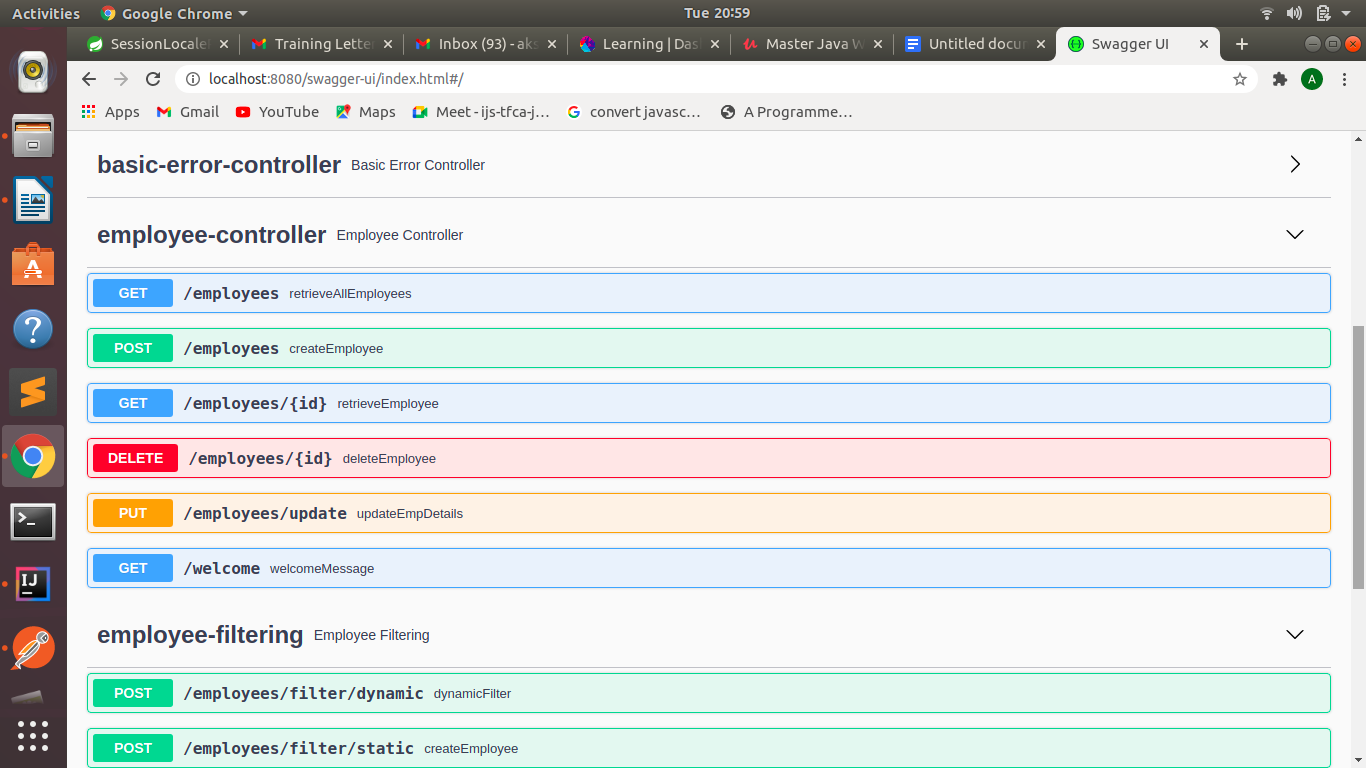 Activities Google Chrome Tue 20:59
SessionLocale Training Lette Inbox (93) - aks Learning | Das Master Java W Untitled docu Swagger UI
localhost:8080/swagger-ui/index.html#/ A
Apps Gmail YouTube Maps Meet - ijs-tfca-j... convert javasc... A Programme...
basic-error-controller Basic Error Controller
employee-controller Employee Controller
GET /employees retrieveAllEmployees
POST /employees createEmployee
GET /employees/{id} retrieveEmployee
DELETE /employees/{id} deleteEmployee
PUT /employees/update updateEmpDetails
GET /welcome welcomeMessage
employee-filtering Employee Filtering
POST /employees/filter/dynamic dynamicFilter
POST /employees/filter/static createEmployee